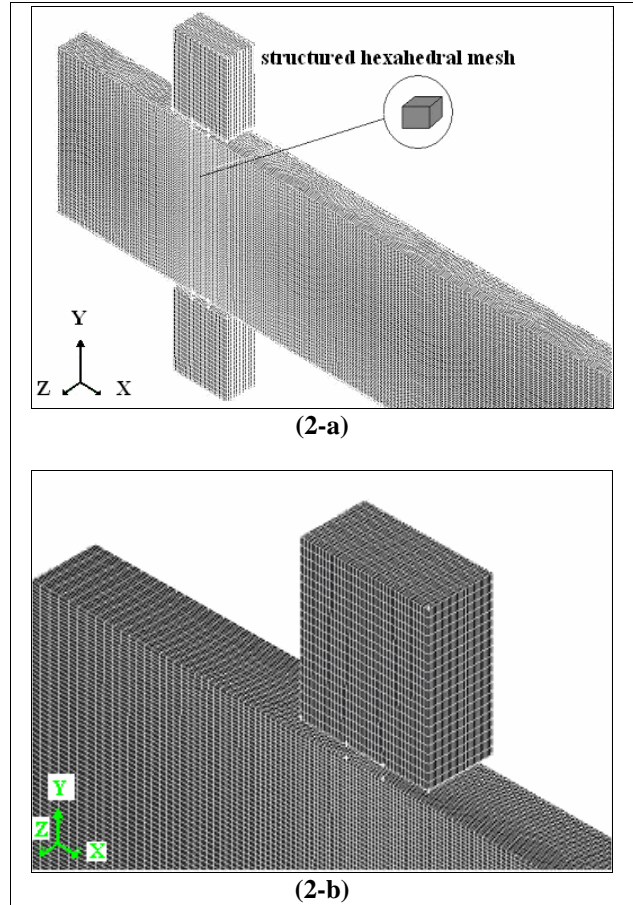 structured hexahedral mesh
Y
Z
X
(2-a)
Y
Z
X
(2-b)